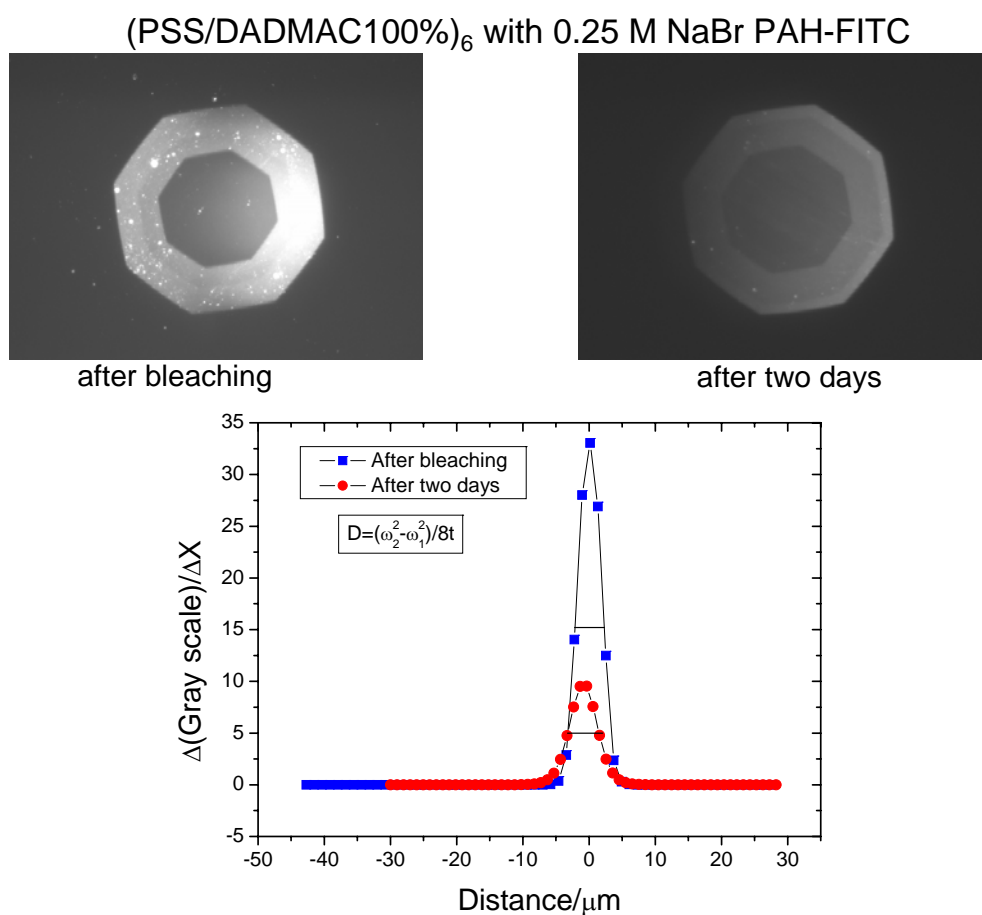 (PSS/DADMAC100%)₆ with 0.25 M NaBr PAH-FITC
after bleaching
after two days
35
30
25
20
15
10
5
0
-5
After bleaching
After two days
D=(ω₂²-ω₁²)/8t
Δ(Gray scale)/ΔX
-50 -40 -30 -20 -10 0 10 20 30
Distance/μm